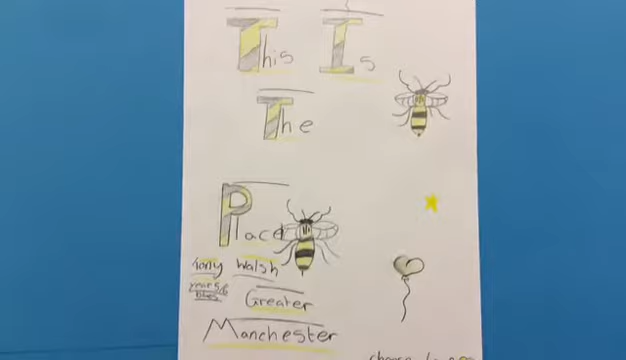 This Is
The
Place
Tony Walsh
Greater
Manchester